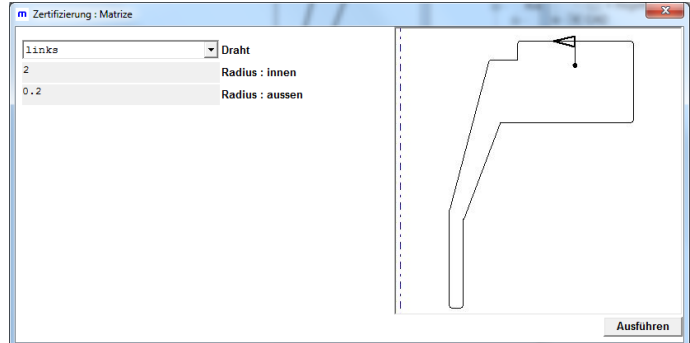 m Zertifizierung : Matrize
links Draht
2 Radius : innen
0.2 Radius : aussen
Ausführen